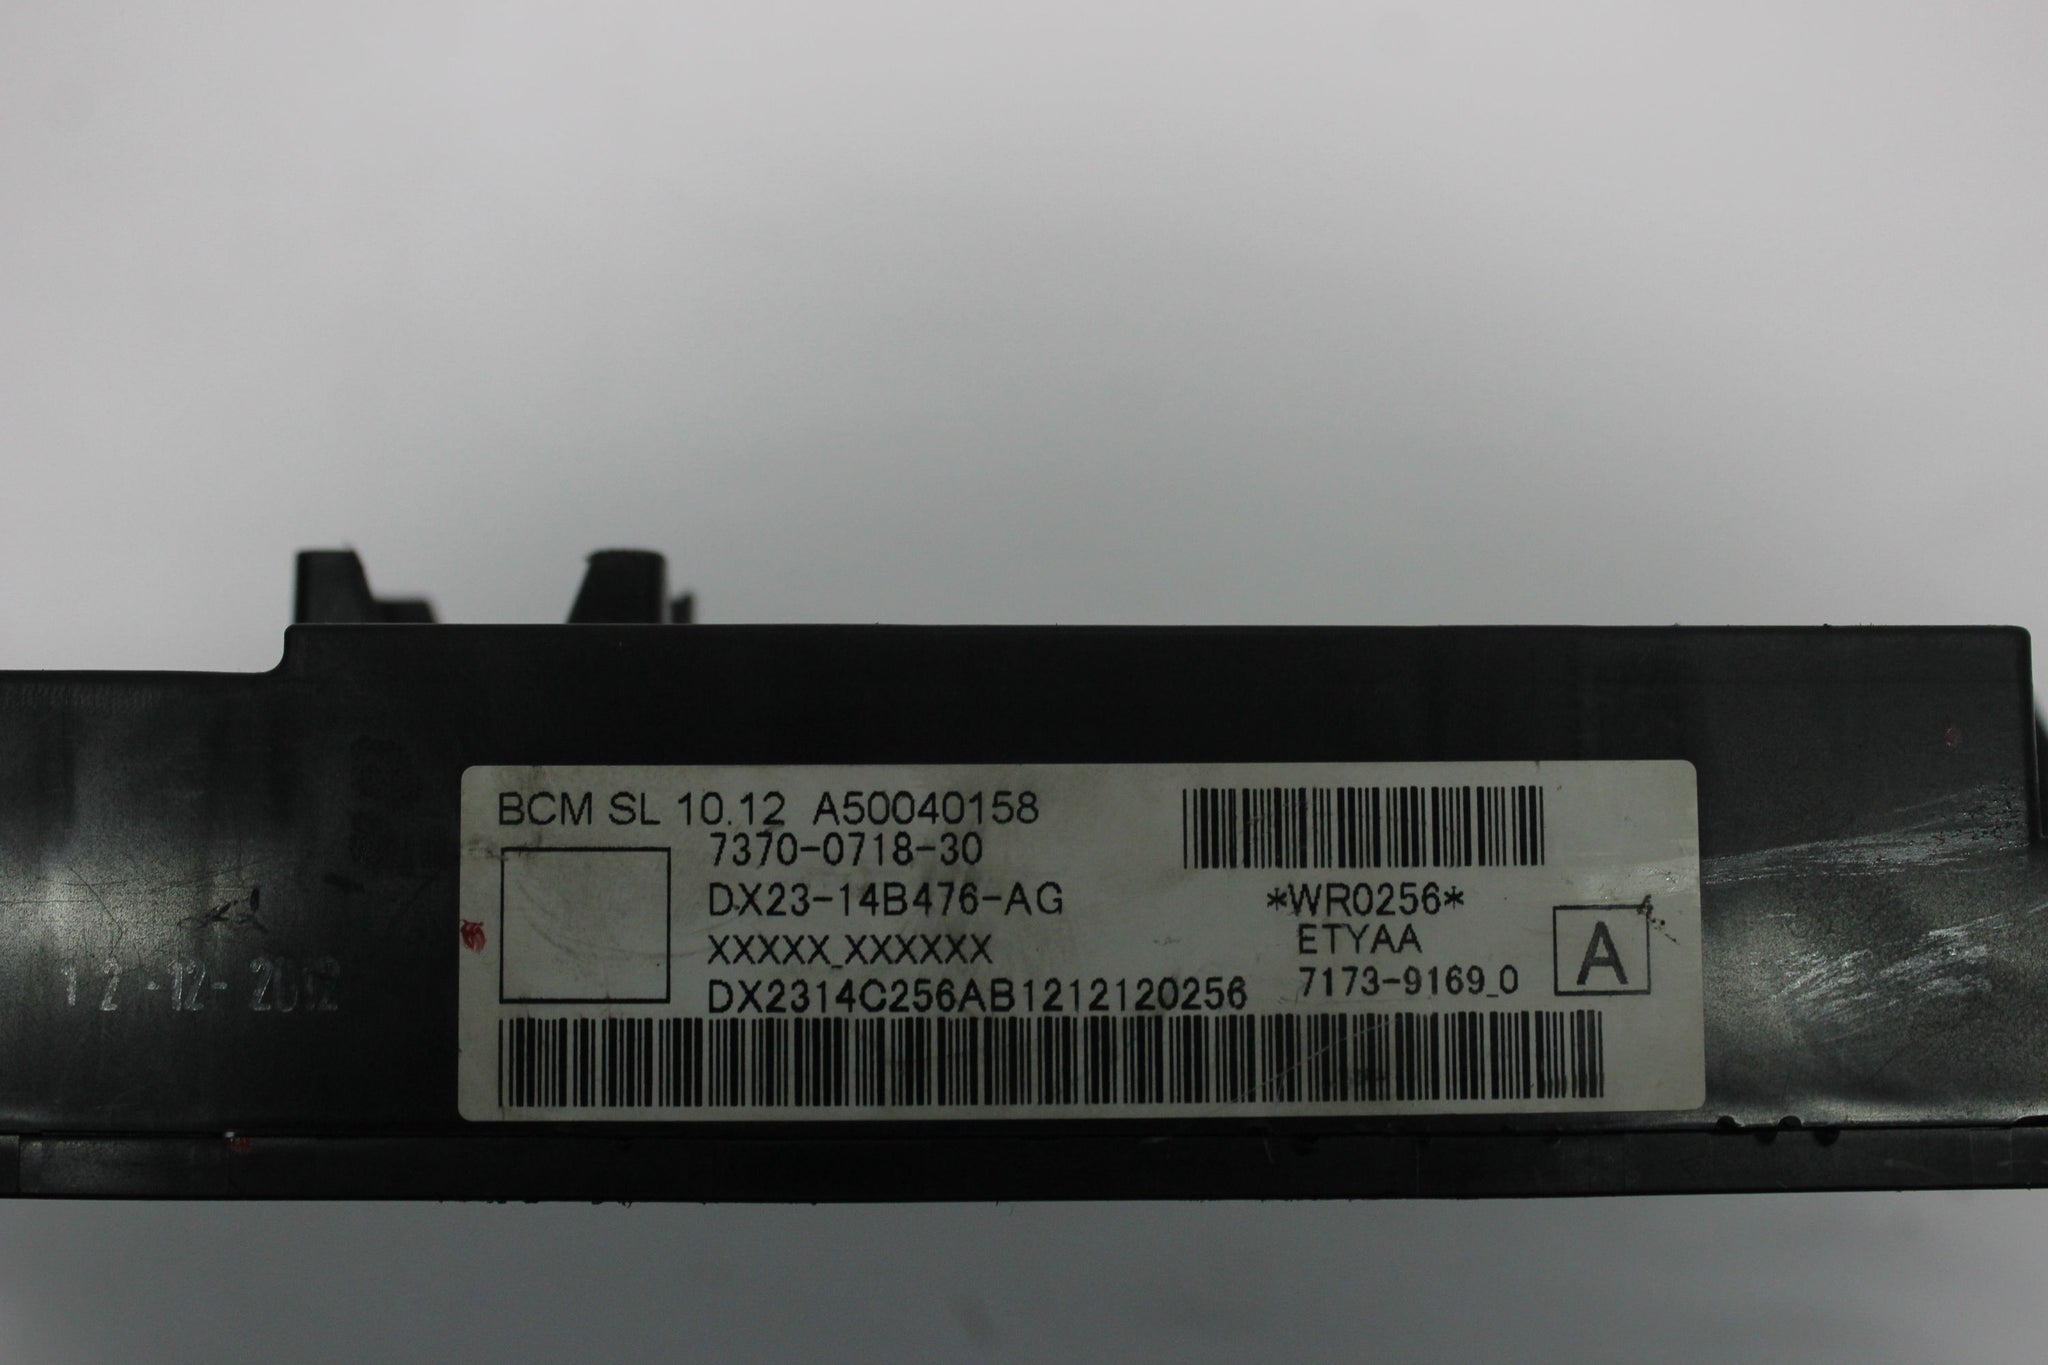 BCM SL 10.12 A50040158
7370-0718-30
DX23-14B476-AG
XXXXX_XXXXXX
DX2314C256AB1212120256
*WR0256*
ETYAA
7173-9169_0
A
12-12-2012